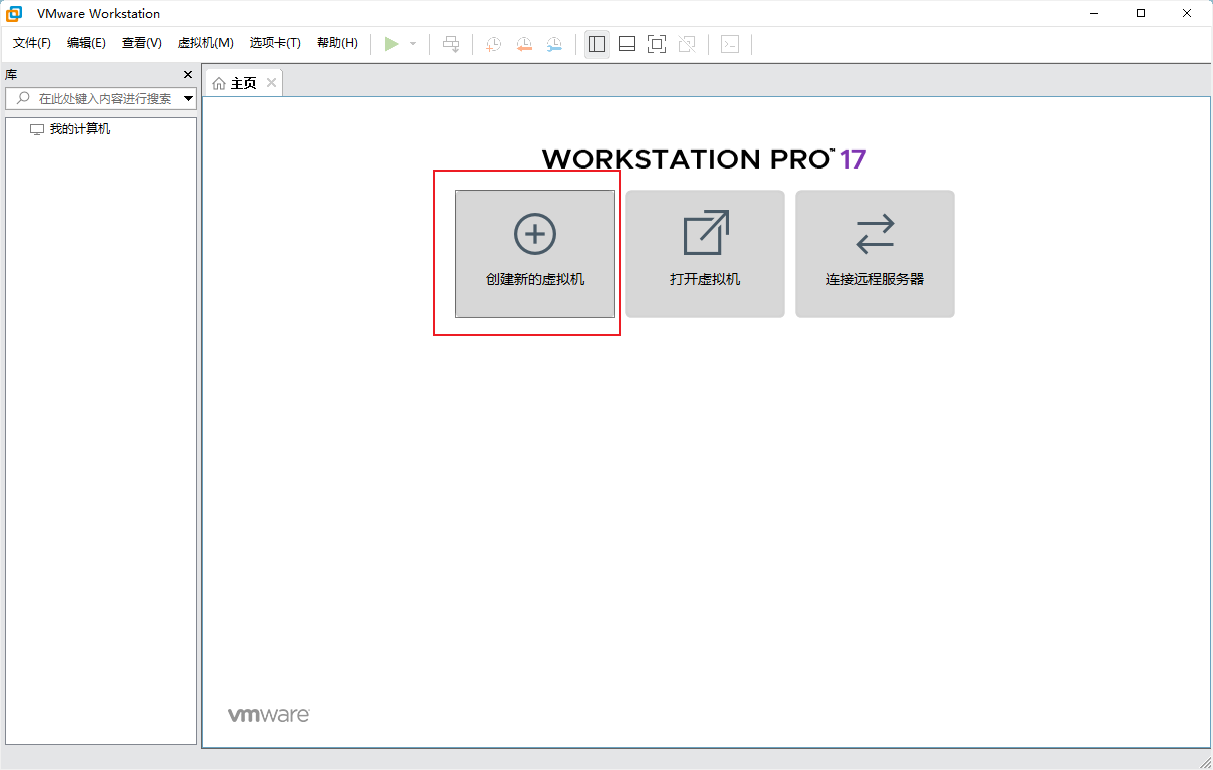 VMware Workstation
文件(F) 编辑(E) 查看(V) 虚拟机(M) 选项卡(T) 帮助(H)
库
主页
在此处键入内容进行搜索
我的计算机
WORKSTATION PRO™ 17
创建新的虚拟机 打开虚拟机 连接远程服务器
vmware